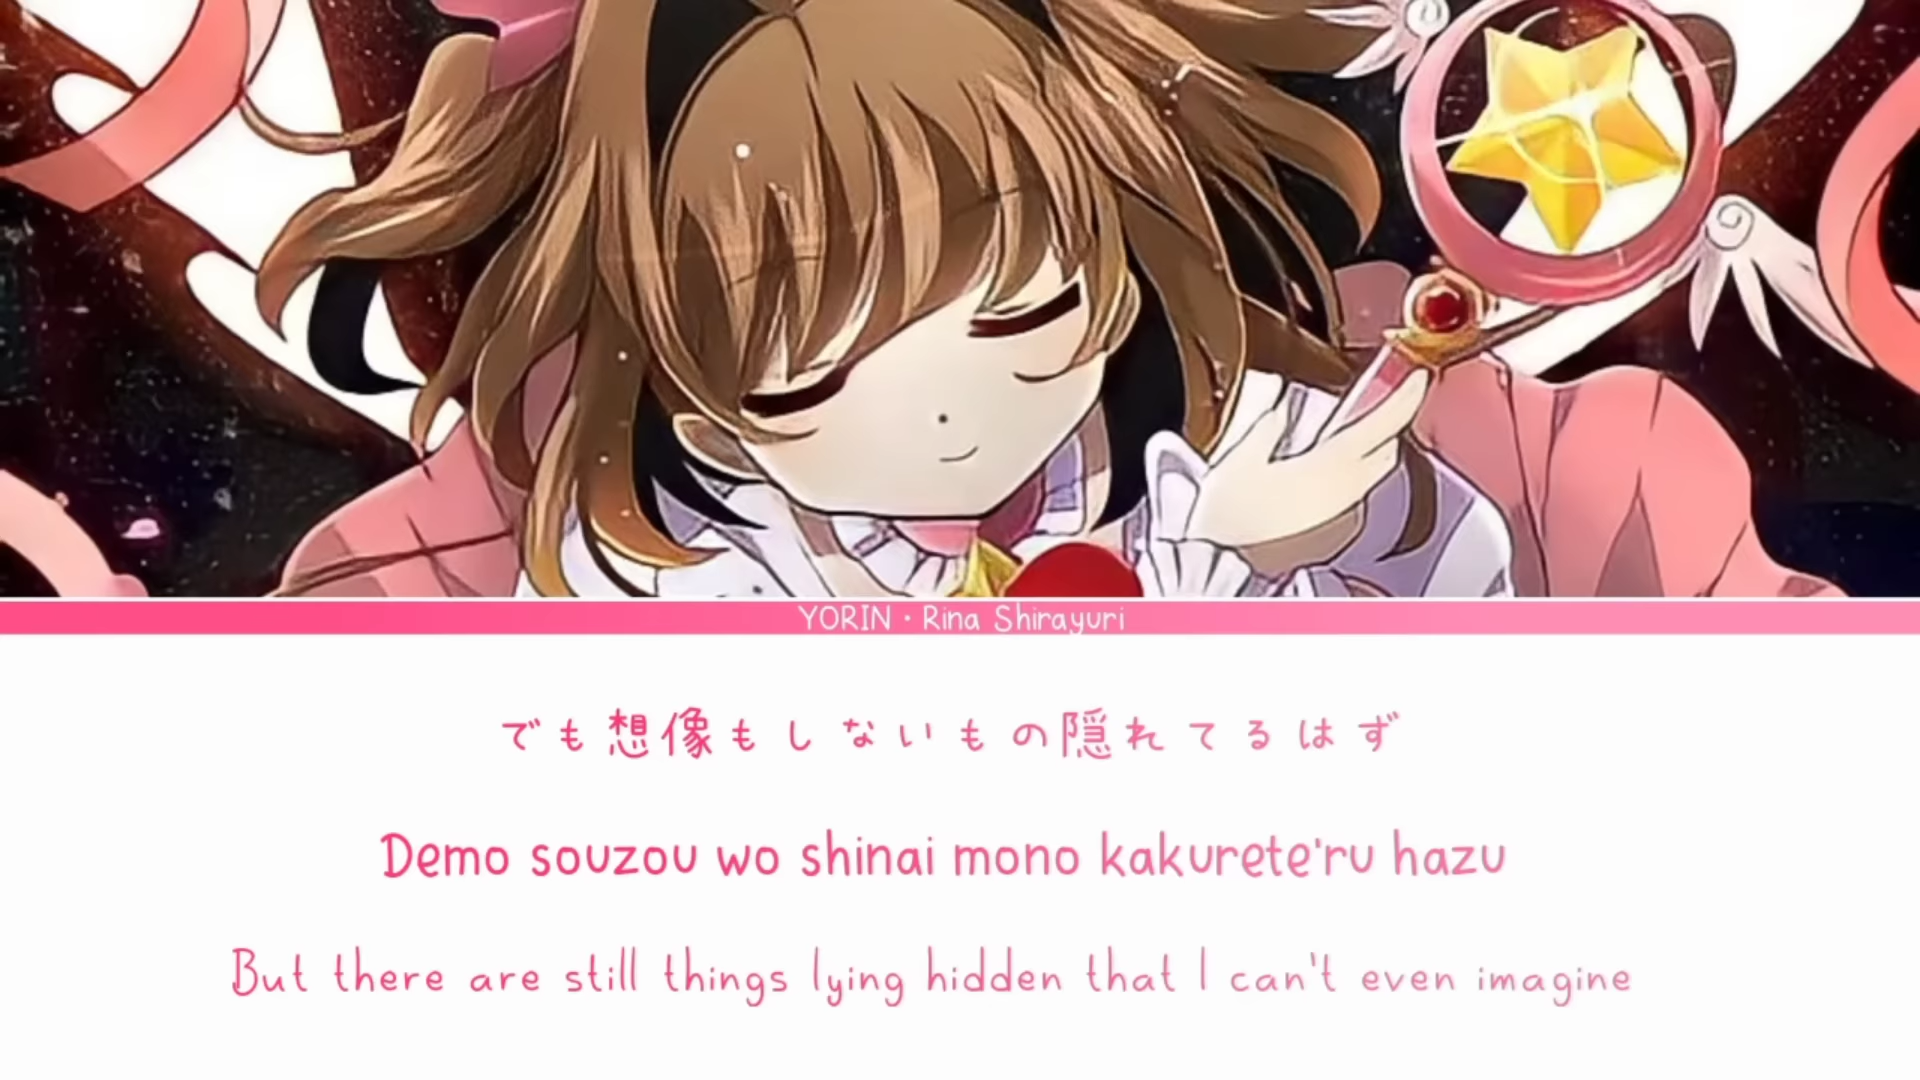 YORIN • Rina Shirayuri
でも想像もしないもの隠れてるはず
Demo souzou wo shinai mono kakurete'ru hazu
But there are still things lying hidden that I can't even imagine